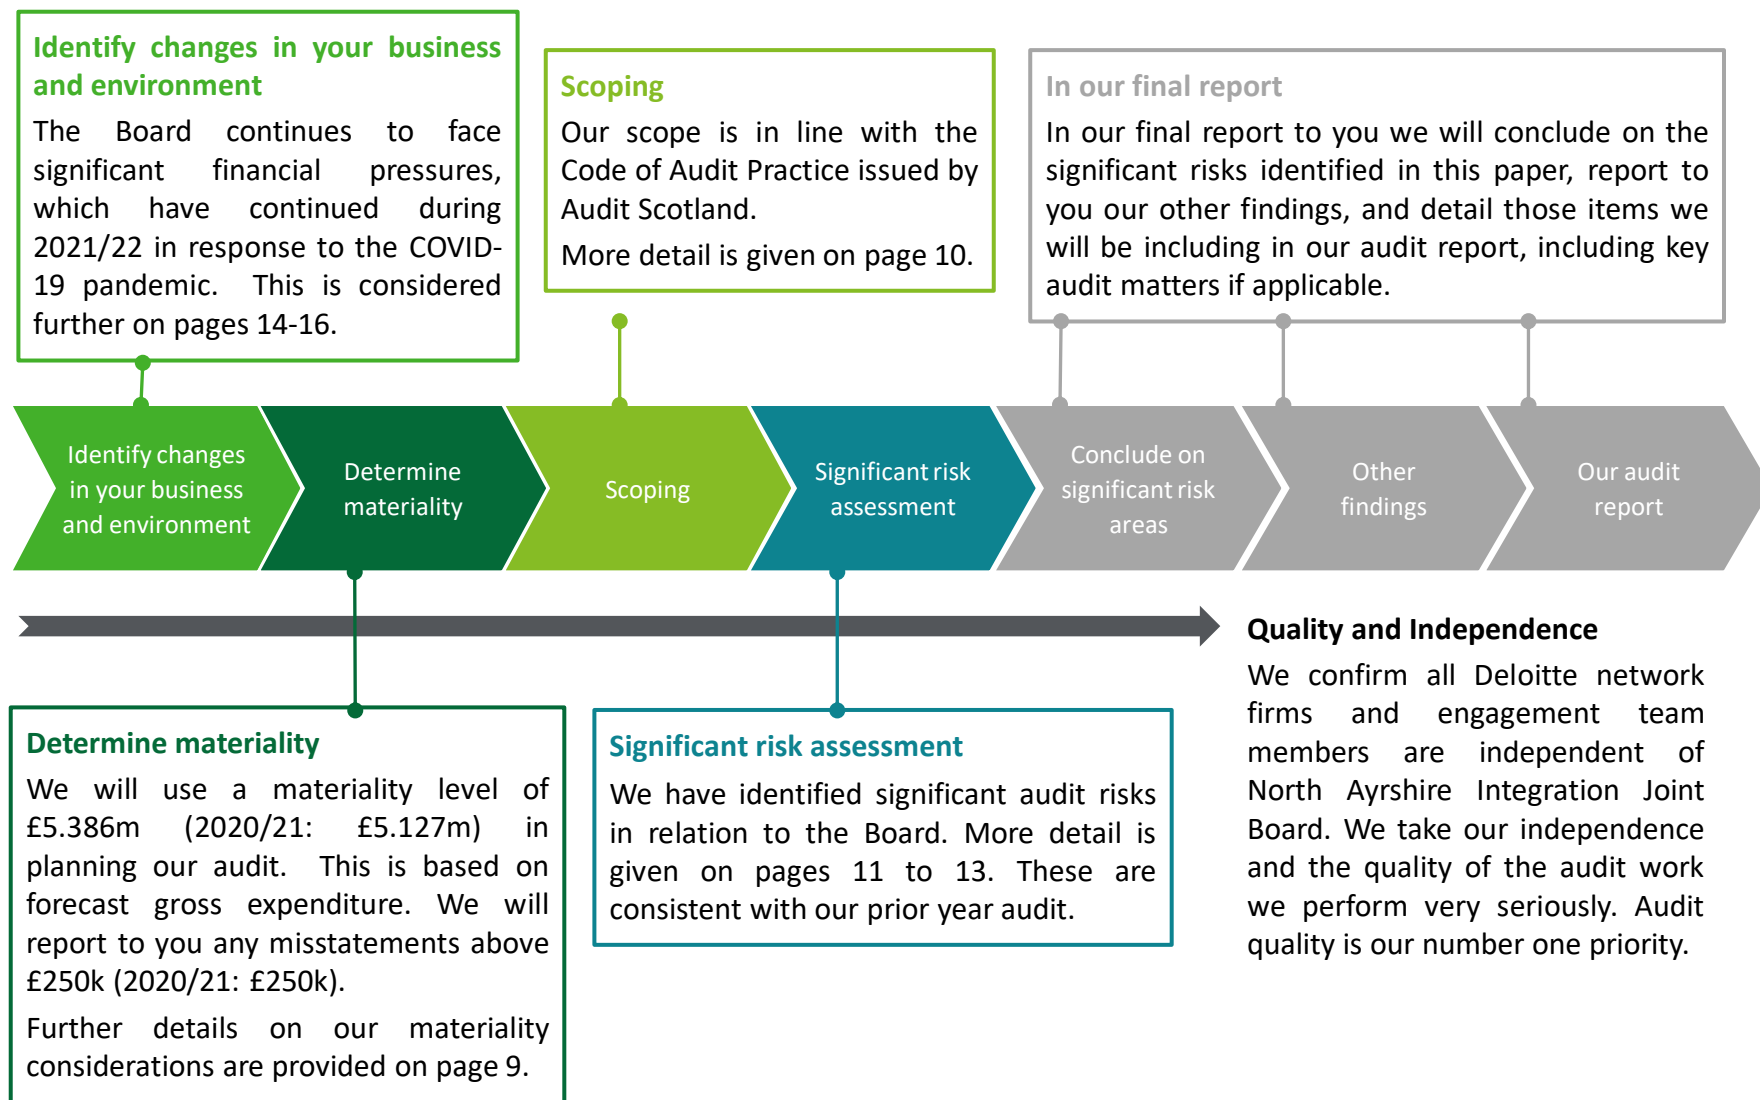 Identify changes in your business
and environment
The Board continues to face
significant financial pressures,
which have continued during
2021/22 in response to the COVID-
19 pandemic. This is considered
further on pages 14-16.
Scoping
Our scope is in line with the
Code of Audit Practice issued by
Audit Scotland.
More detail is given on page 10.
In our final report
In our final report to you we will conclude on the
significant risks identified in this paper, report to
you our other findings, and detail those items we
will be including in our audit report, including key
audit matters if applicable.
Identify changes
in your business
and environment
Determine
materiality
Scoping
Significant risk
assessment
Conclude on
significant risk
areas
Other
findings
Our audit
report
Determine materiality
We will use a materiality level of
£5.386m (2020/21: £5.127m) in
planning our audit. This is based on
forecast gross expenditure. We will
report to you any misstatements above
£250k (2020/21: £250k).
Further details on our materiality
considerations are provided on page 9.
Significant risk assessment
We have identified significant audit risks
in relation to the Board. More detail is
given on pages 11 to 13. These are
consistent with our prior year audit.
Quality and Independence
We confirm all Deloitte network
firms and engagement team
members are independent of
North Ayrshire Integration Joint
Board. We take our independence
and the quality of the audit work
we perform very seriously. Audit
quality is our number one priority.